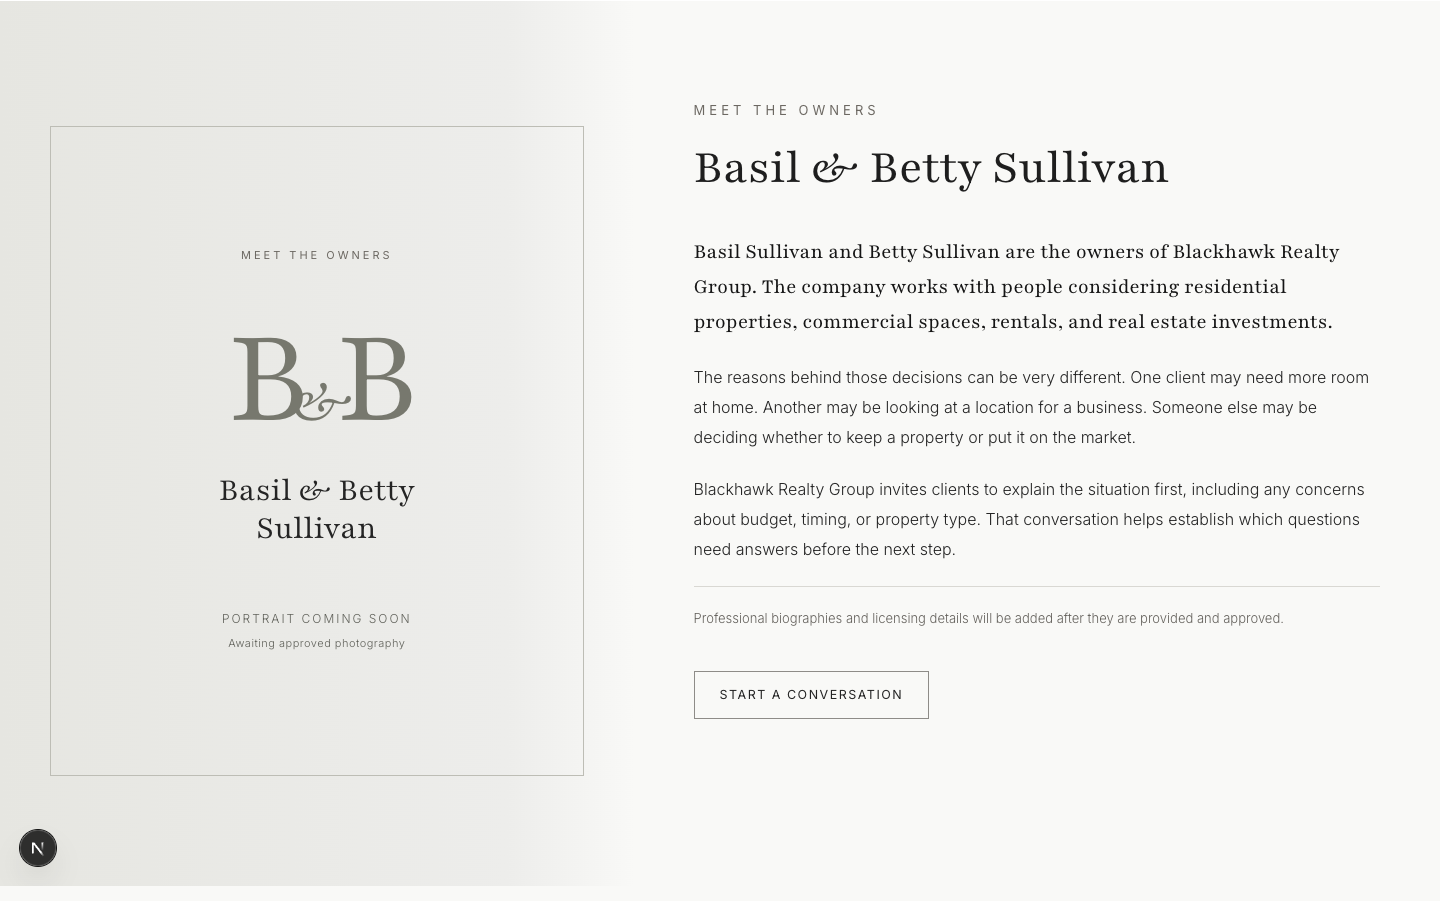 MEET THE OWNERS
B&B
Basil & Betty
Sullivan
PORTRAIT COMING SOON
Awaiting approved photography
MEET THE OWNERS
Basil & Betty Sullivan
Basil Sullivan and Betty Sullivan are the owners of Blackhawk Realty
Group. The company works with people considering residential
properties, commercial spaces, rentals, and real estate investments.
The reasons behind those decisions can be very different. One client may need more room
at home. Another may be looking at a location for a business. Someone else may be
deciding whether to keep a property or put it on the market.
Blackhawk Realty Group invites clients to explain the situation first, including any concerns
about budget, timing, or property type. That conversation helps establish which questions
need answers before the next step.
Professional biographies and licensing details will be added after they are provided and approved.
START A CONVERSATION
N